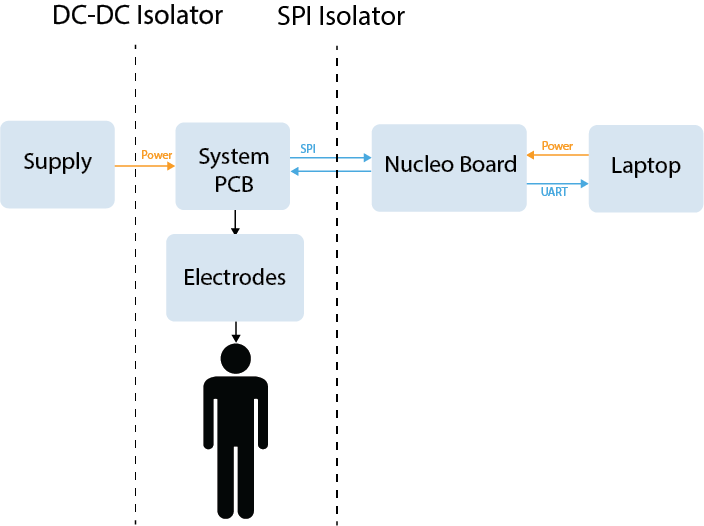 DC-DC Isolator
SPI Isolator
Supply
Power
System
PCB
SPI
Nucleo Board
Power
UART
Laptop
Electrodes